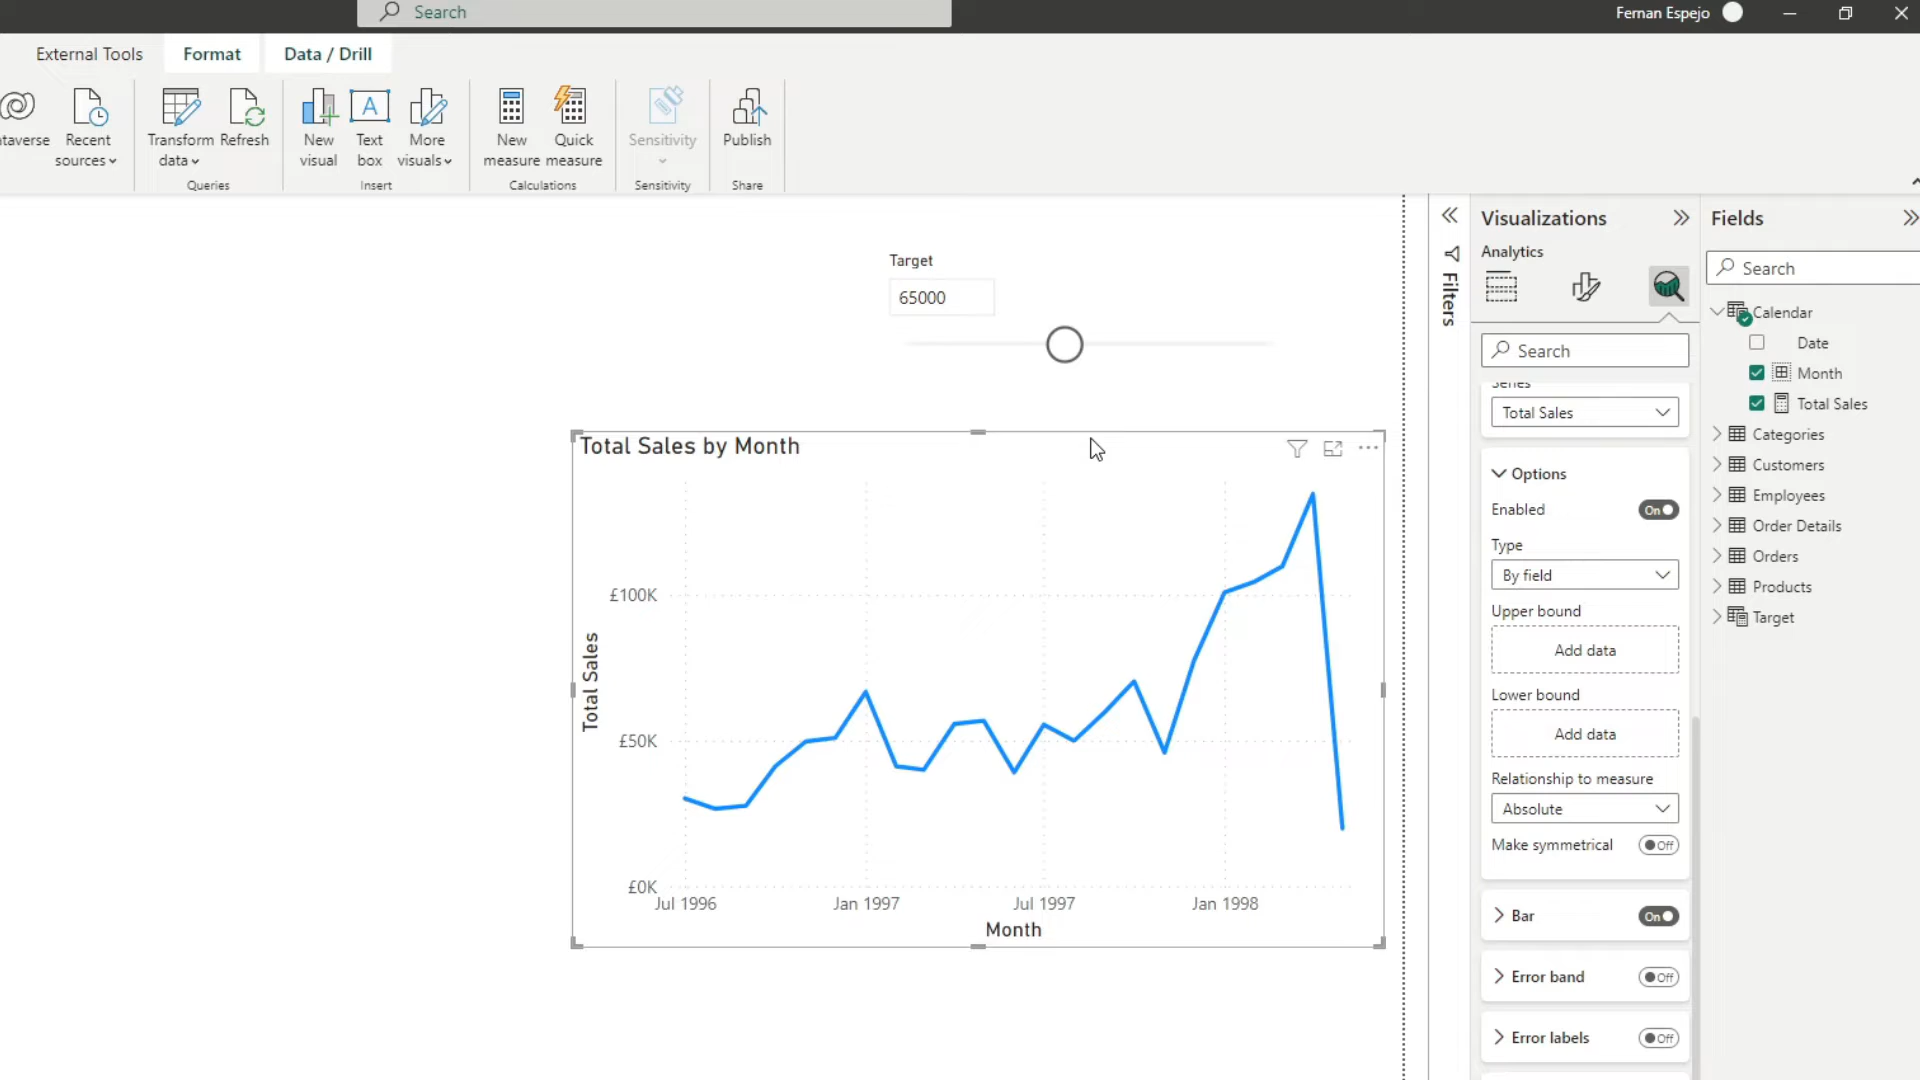 Search
Fernan Espejo
External Tools
Format
Data / Drill
taverse
Recent
sources
Transform
data
Refresh
Queries
New
visual
Text
box
More
visuals
Insert
New
measure
Quick
measure
Calculations
Sensitivity
Sensitivity
Publish
Share
Target
65000
Total Sales by Month
Total Sales
£100K
£50K
£0K
Jul 1996
Jan 1997
Jul 1997
Jan 1998
Month
Filters
Visualizations
Analytics
Search
Series
Total Sales
Options
Enabled
On
Type
By field
Upper bound
Add data
Lower bound
Add data
Relationship to measure
Absolute
Make symmetrical
Off
Bar
On
Error band
Off
Error labels
Off
Fields
Search
Calendar
Date
Month
Total Sales
Categories
Customers
Employees
Order Details
Orders
Products
Target